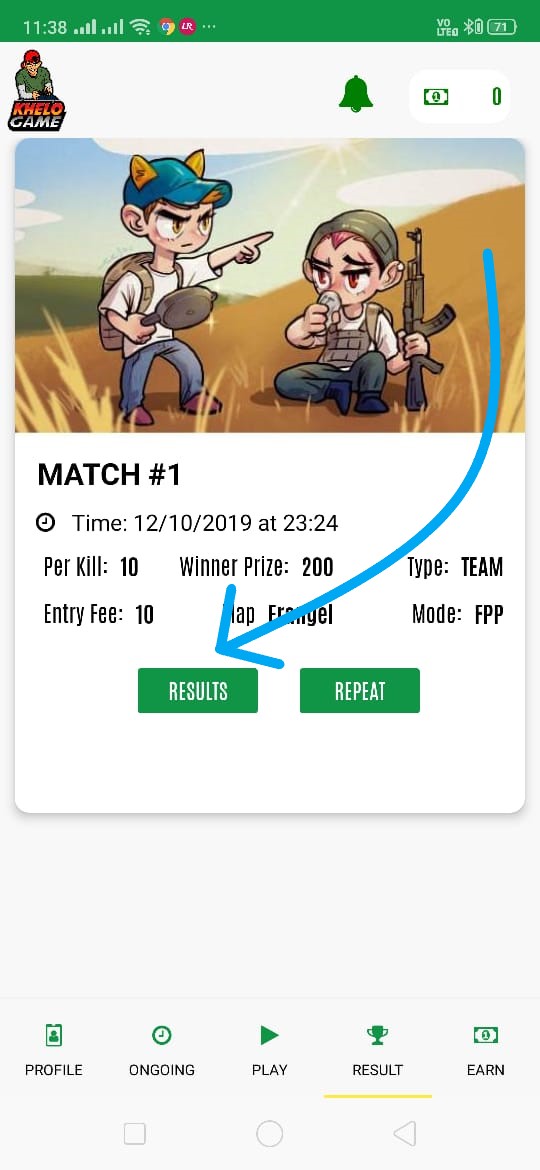 11:38 LR ... VO LTE 71
KHELO
GAME
0
MATCH #1
Time: 12/10/2019 at 23:24
Per Kill: 10 Winner Prize: 200 Type: TEAM
Entry Fee: 10 Map Erangel Mode: FPP
RESULTS REPEAT
PROFILE ONGOING PLAY RESULT EARN